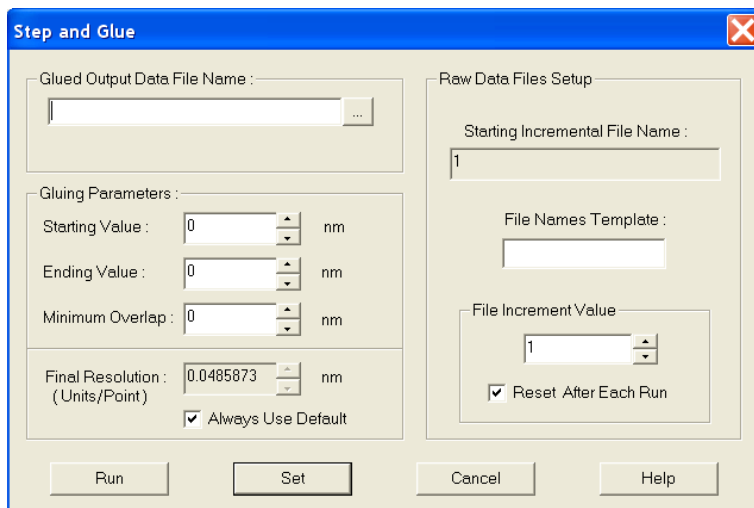 Step and Glue
Glued Output Data File Name :
...
Gluing Parameters :
Starting Value : 0 nm
Ending Value : 0 nm
Minimum Overlap : 0 nm
Final Resolution : 0.0485873 nm
( Units/Point )
Always Use Default
Raw Data Files Setup
Starting Incremental File Name :
1
File Names Template :
File Increment Value
1
Reset After Each Run
Run Set Cancel Help